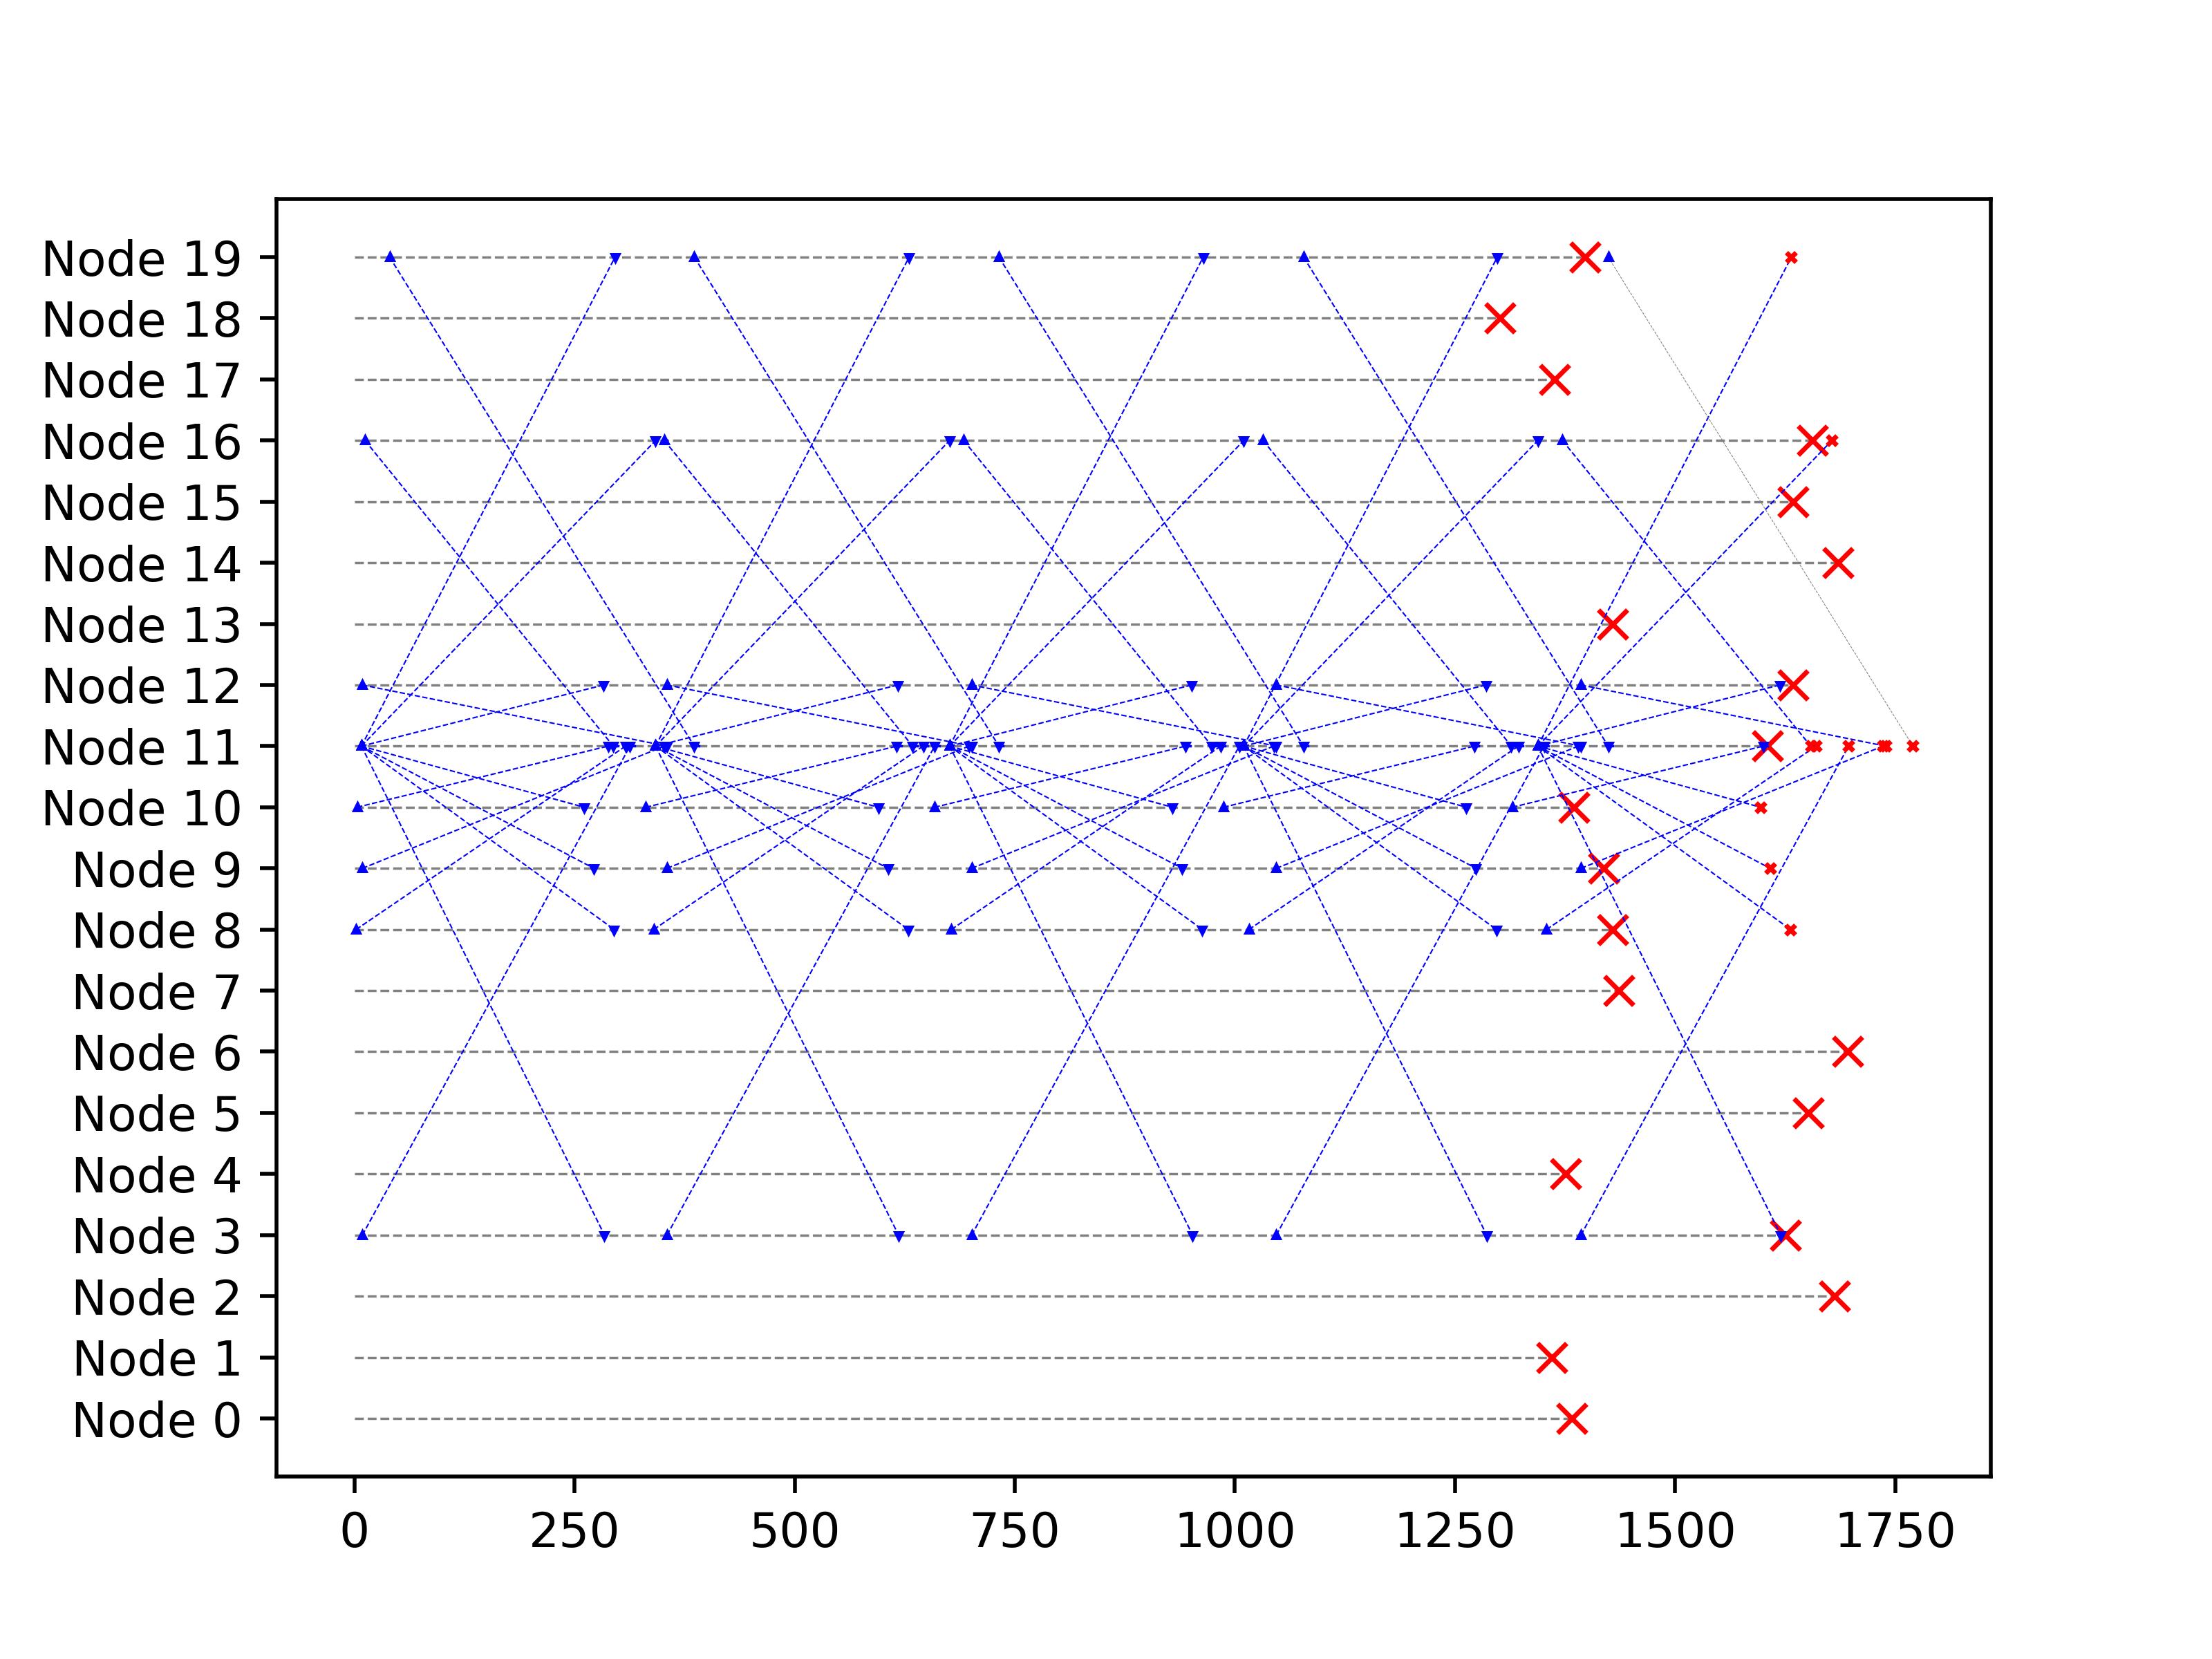 Node 19
Node 18
Node 17
Node 16
Node 15
Node 14
Node 13
Node 12
Node 11
Node 10
Node 9
Node 8
Node 7
Node 6
Node 5
Node 4
Node 3
Node 2
Node 1
Node 0
0 250 500 750 1000 1250 1500 1750